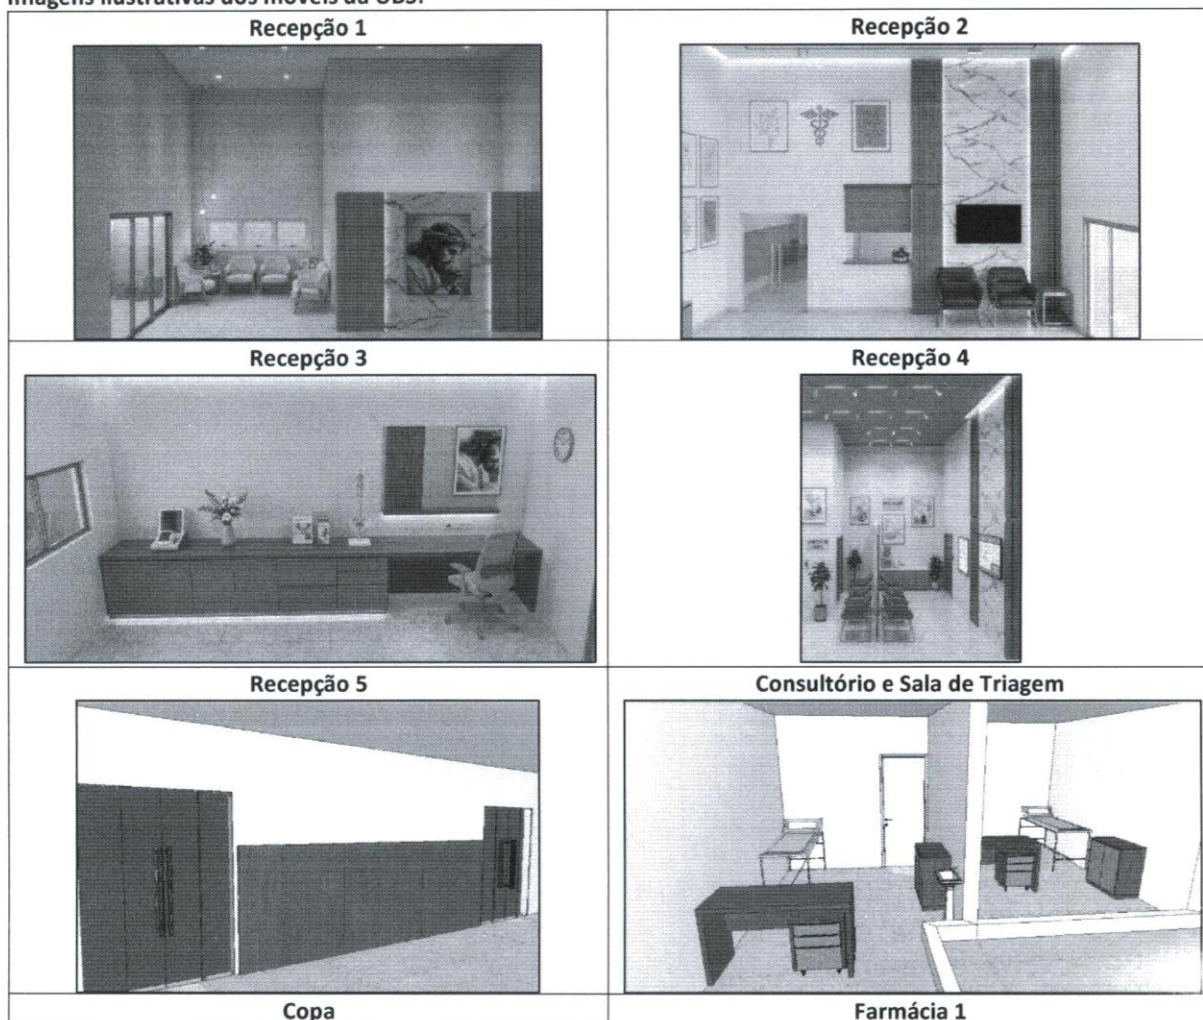 Imagens ilustrativas dos móveis da UBS:
Recepção 1
Recepção 2
Recepção 3
Recepção 4
Recepção 5
Consultório e Sala de Triagem
Copa
Farmácia 1